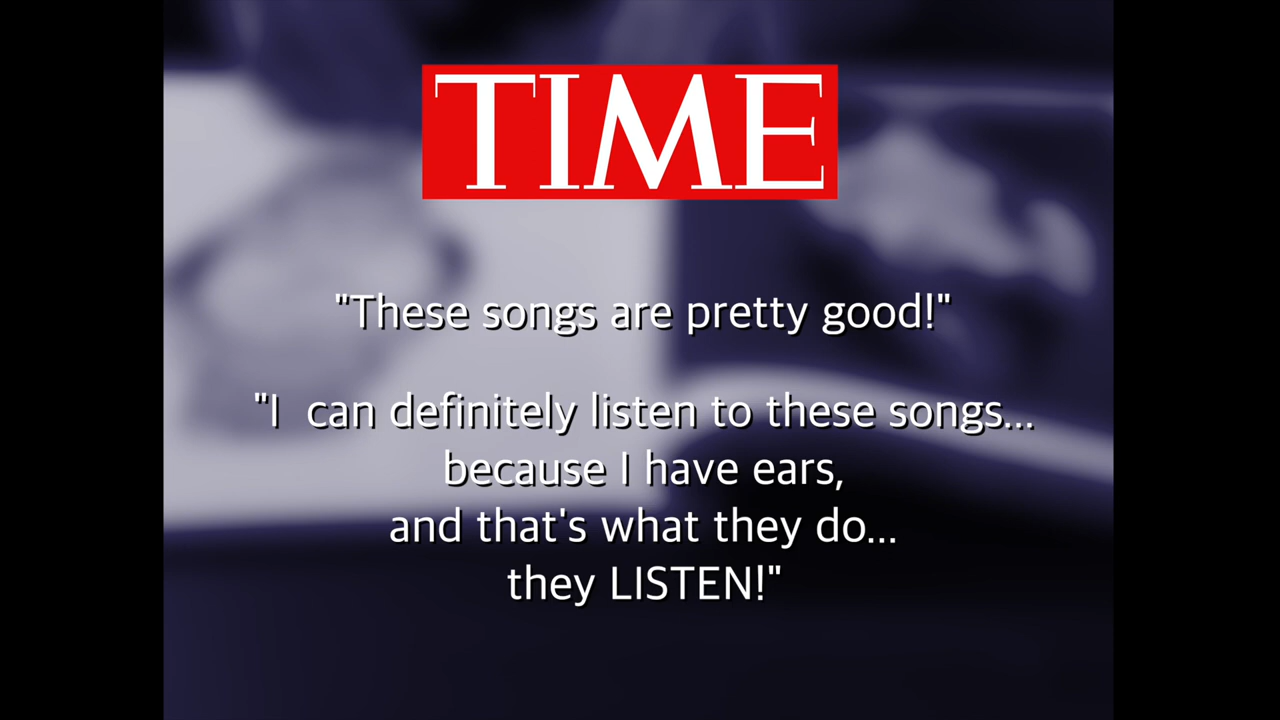 TIME
"These songs are pretty good!"
"I can definitely listen to these songs...
because I have ears,
and that's what they do...
they LISTEN!"